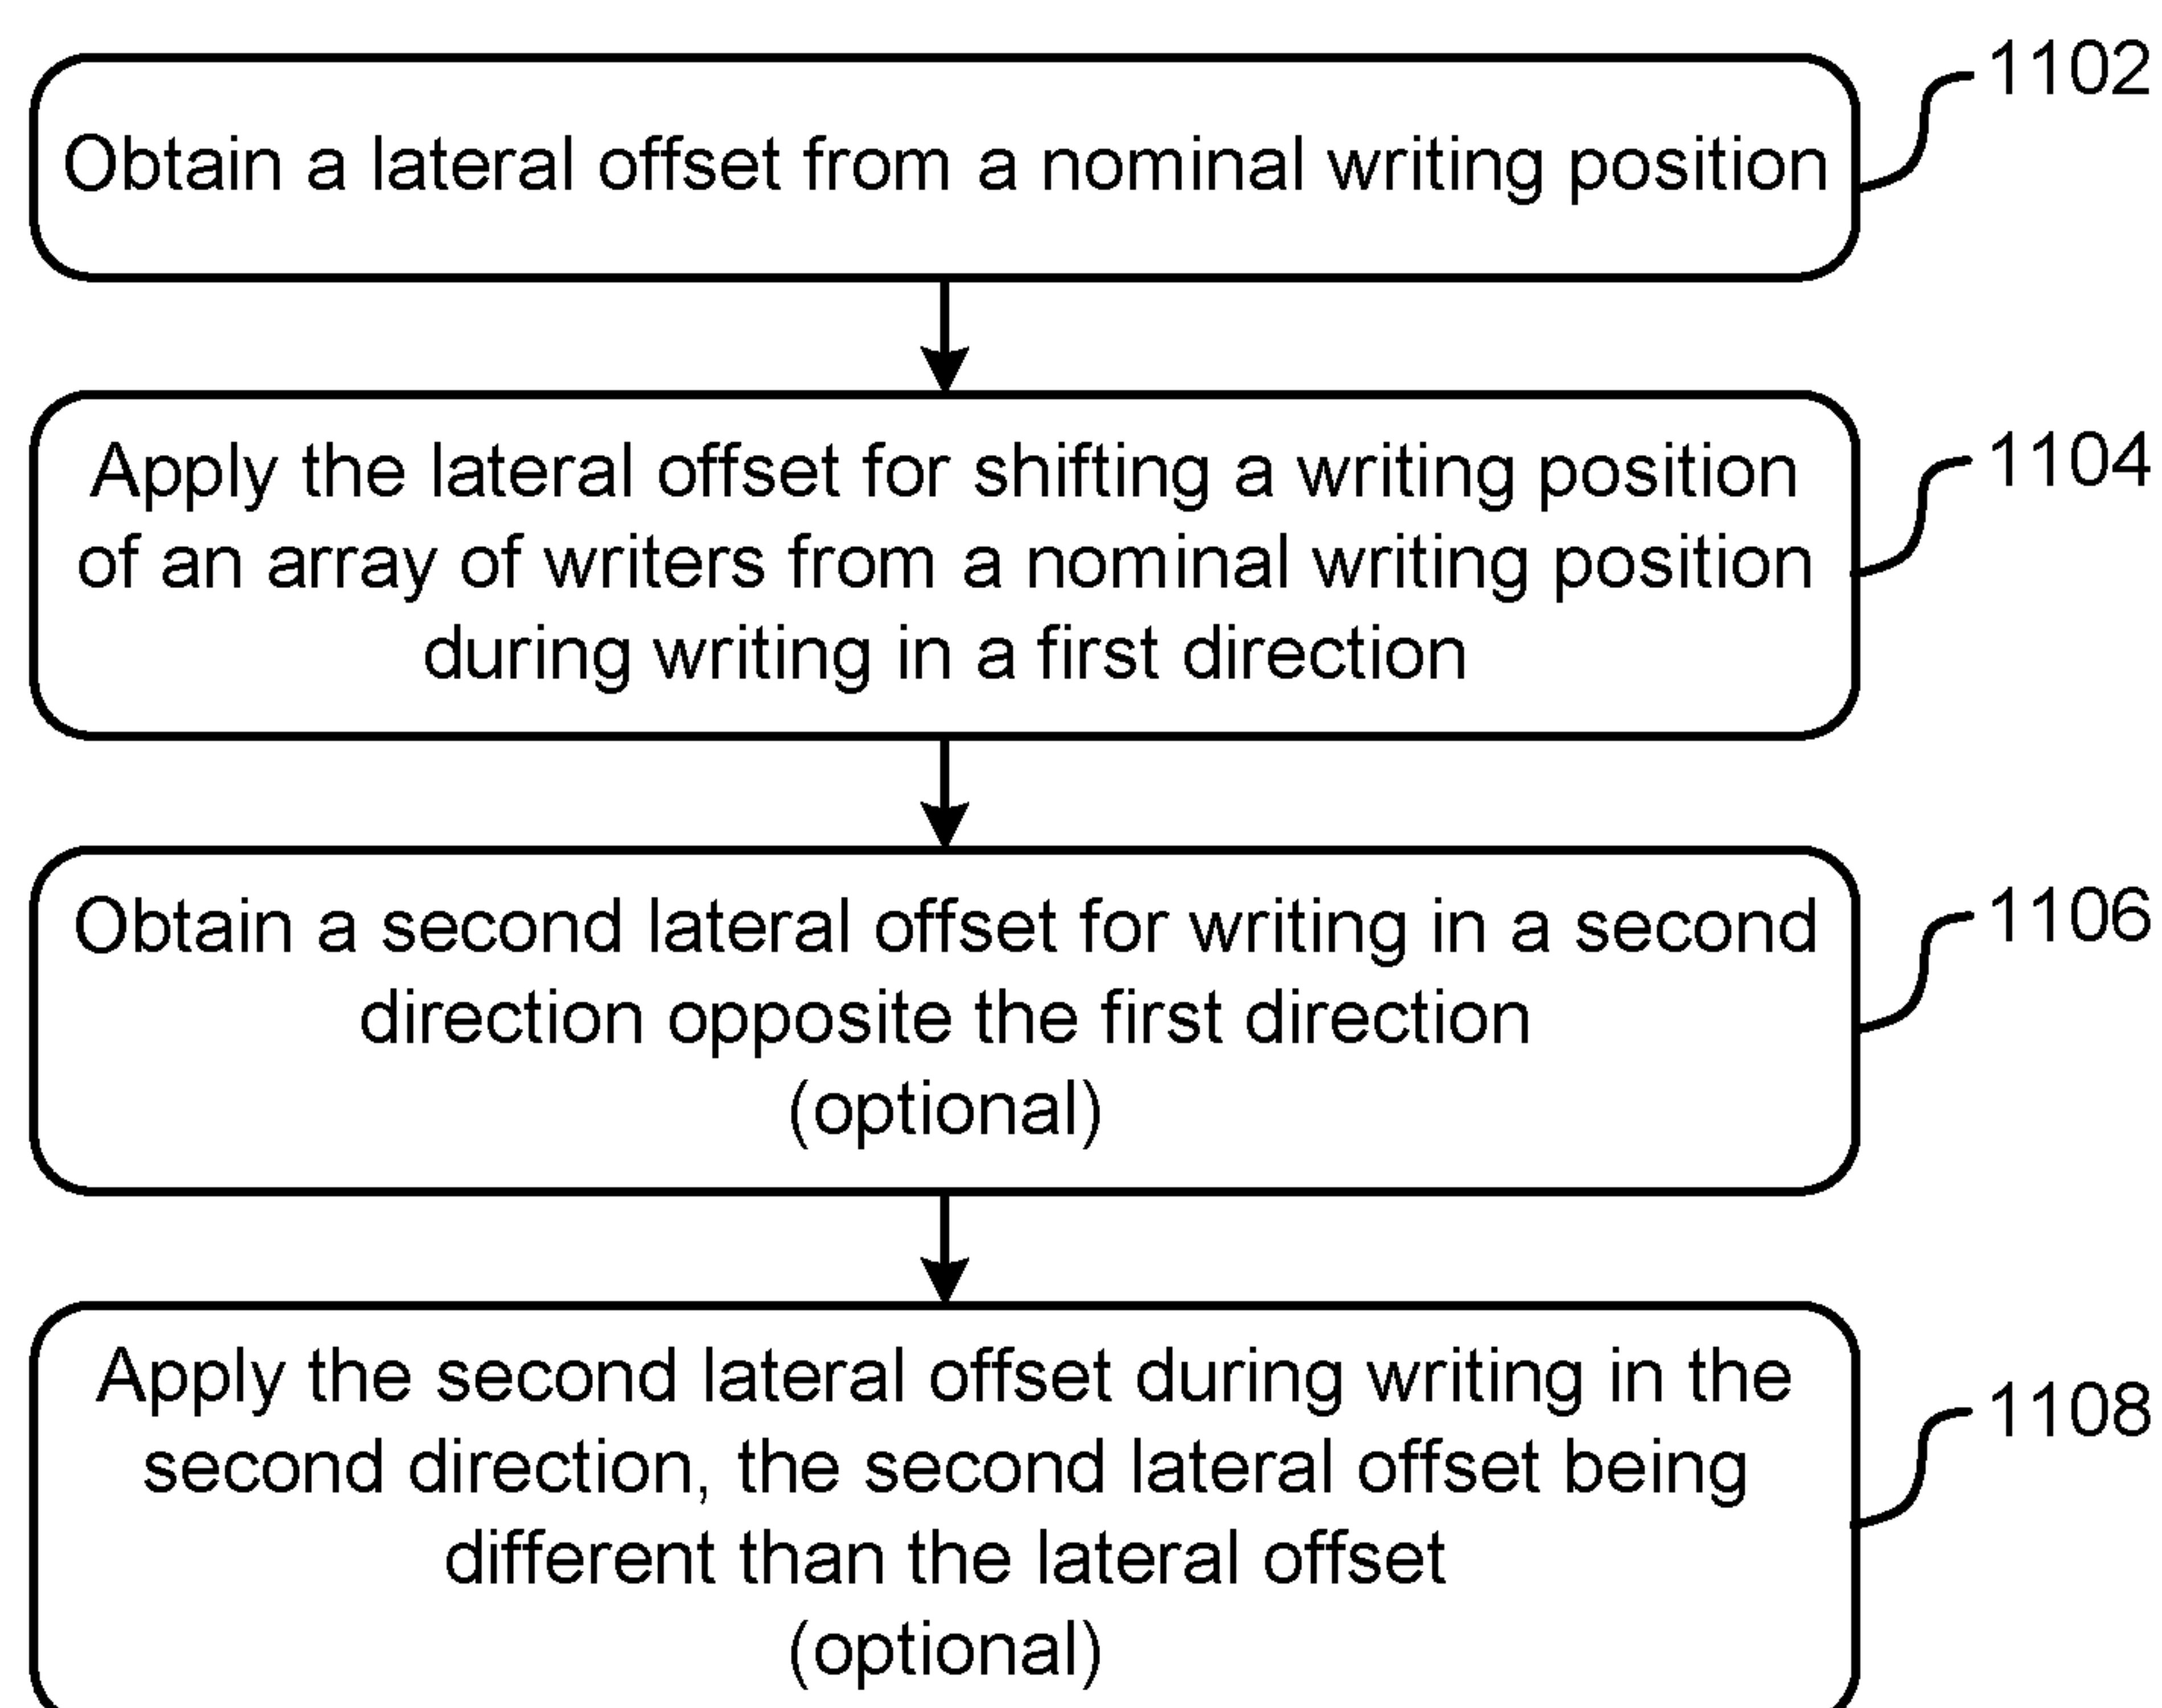 1102
Obtain a lateral offset from a nominal writing position
1104
Apply the lateral offset for shifting a writing position
of an array of writers from a nominal writing position
during writing in a first direction
1106
Obtain a second lateral offset for writing in a second
direction opposite the first direction
(optional)
1108
Apply the second lateral offset during writing in the
second direction, the second lateral offset being
different than the lateral offset
(optional)